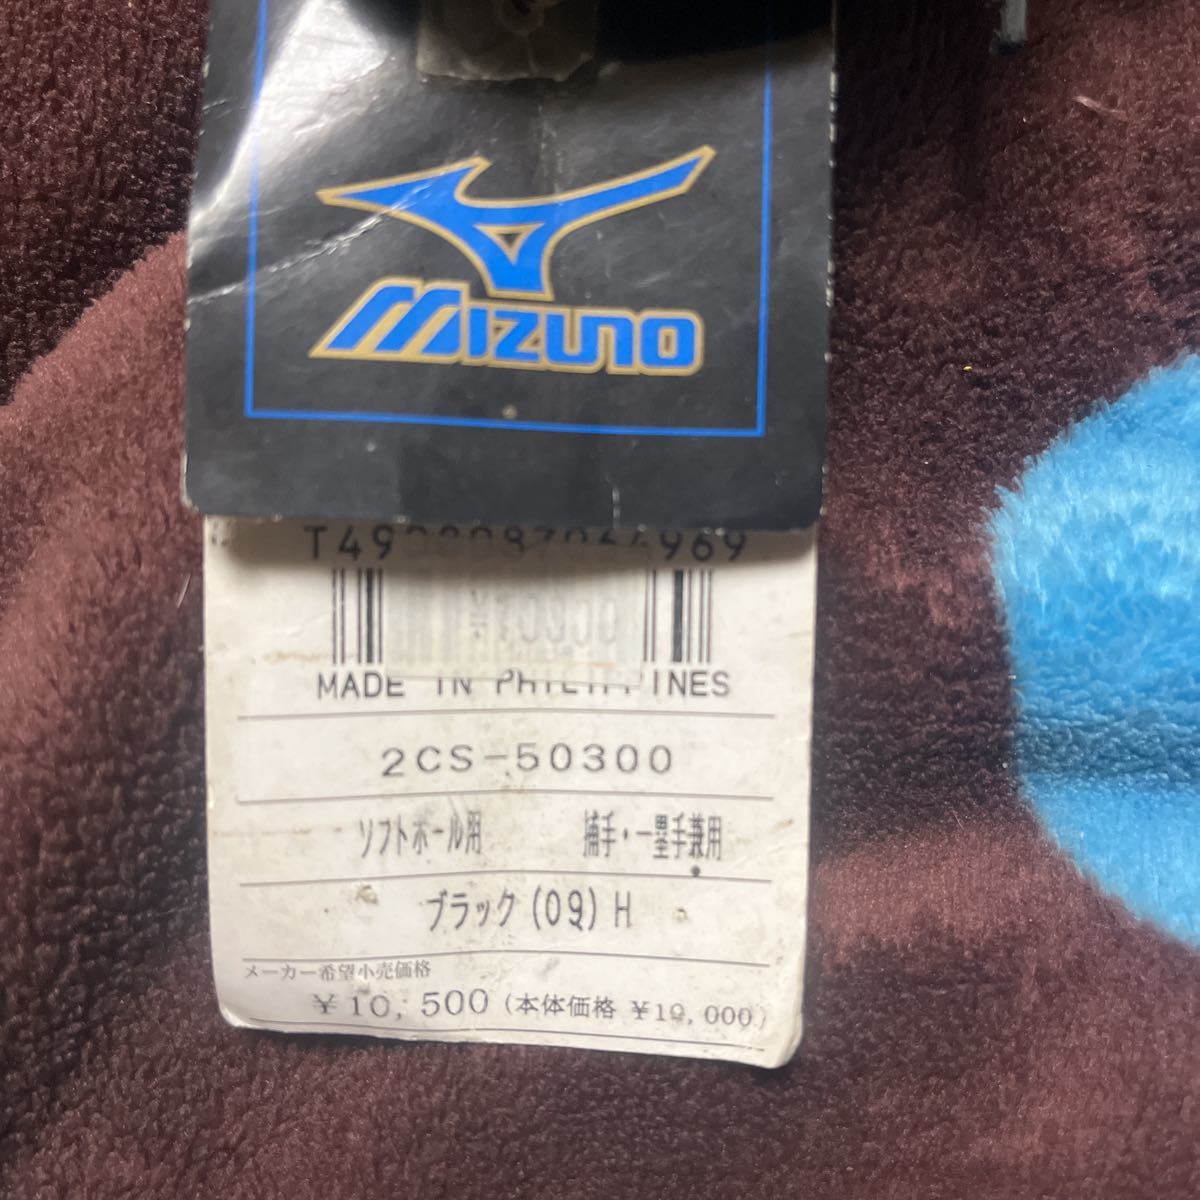 MIZUNO
MADE IN PHILIPPINES
2CS-50300
ソフトボール用 捕手・一塁手兼用
ブラック(09)H
メーカー希望小売価格
¥10,500(本体価格 ¥10,000)